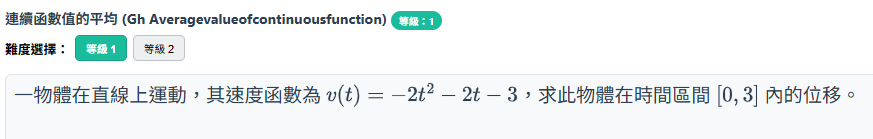 連續函數值的平均 (Gh Averagevalueofcontinuousfunction) 等級：1
難度選擇： 等級 1 等級 2
一物體在直線上運動，其速度函數為 v(t) = −2t² − 2t − 3，求此物體在時間區間 [0, 3] 內的位移。